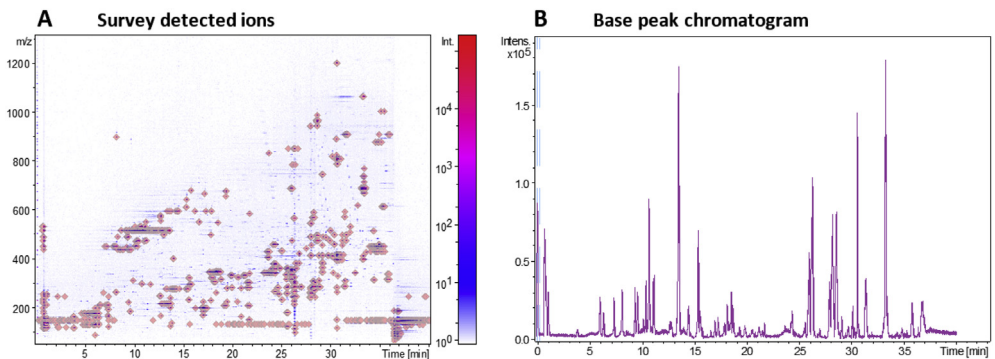 A Survey detected ions
m/z
Int.
1200
1000
800
600
400
200
5 10 15 20 25 30 Time [min]
10^4
10^3
10^2
10^1
10^0
B Base peak chromatogram
Intens.
x10^5
1.5
1.0
0.5
0.0
0 5 10 15 20 25 30 35 Time [min]